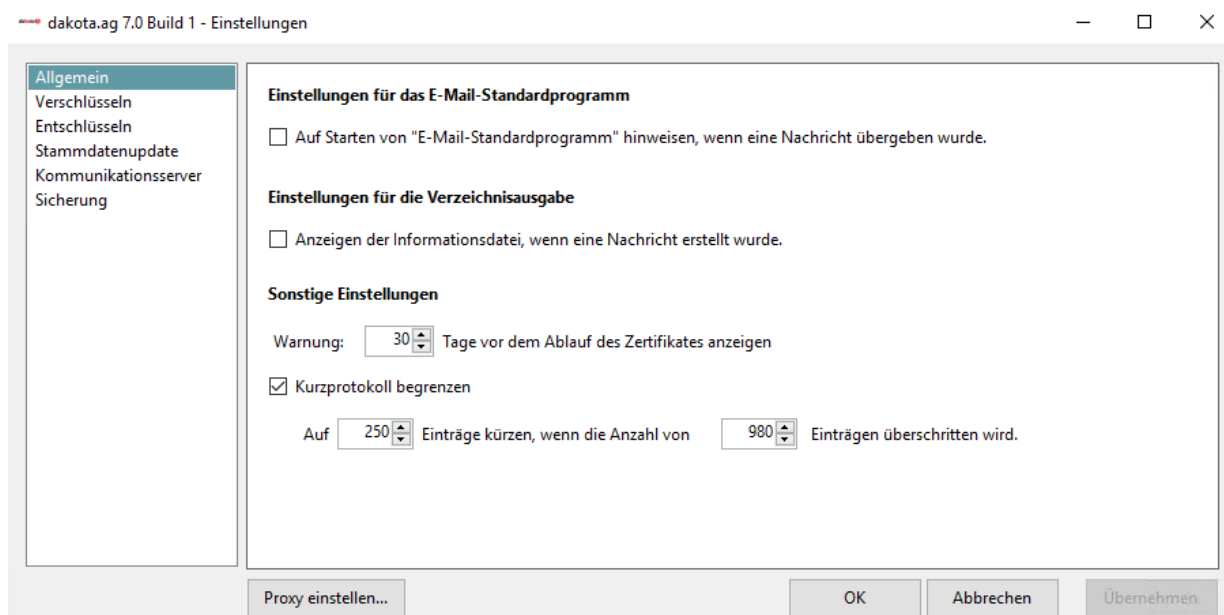 dakota.ag 7.0 Build 1 - Einstellungen
Allgemein
Verschlüsseln
Entschlüsseln
Stammdatenupdate
Kommunikationsserver
Sicherung
Einstellungen für das E-Mail-Standardprogramm
Auf Starten von "E-Mail-Standardprogramm" hinweisen, wenn eine Nachricht übergeben wurde.
Einstellungen für die Verzeichnisausgabe
Anzeigen der Informationsdatei, wenn eine Nachricht erstellt wurde.
Sonstige Einstellungen
Warnung: 30 Tage vor dem Ablauf des Zertifikates anzeigen
Kurzprotokoll begrenzen
Auf 250 Einträge kürzen, wenn die Anzahl von 980 Einträgen überschritten wird.
Proxy einstellen... OK Abbrechen Übernehmen